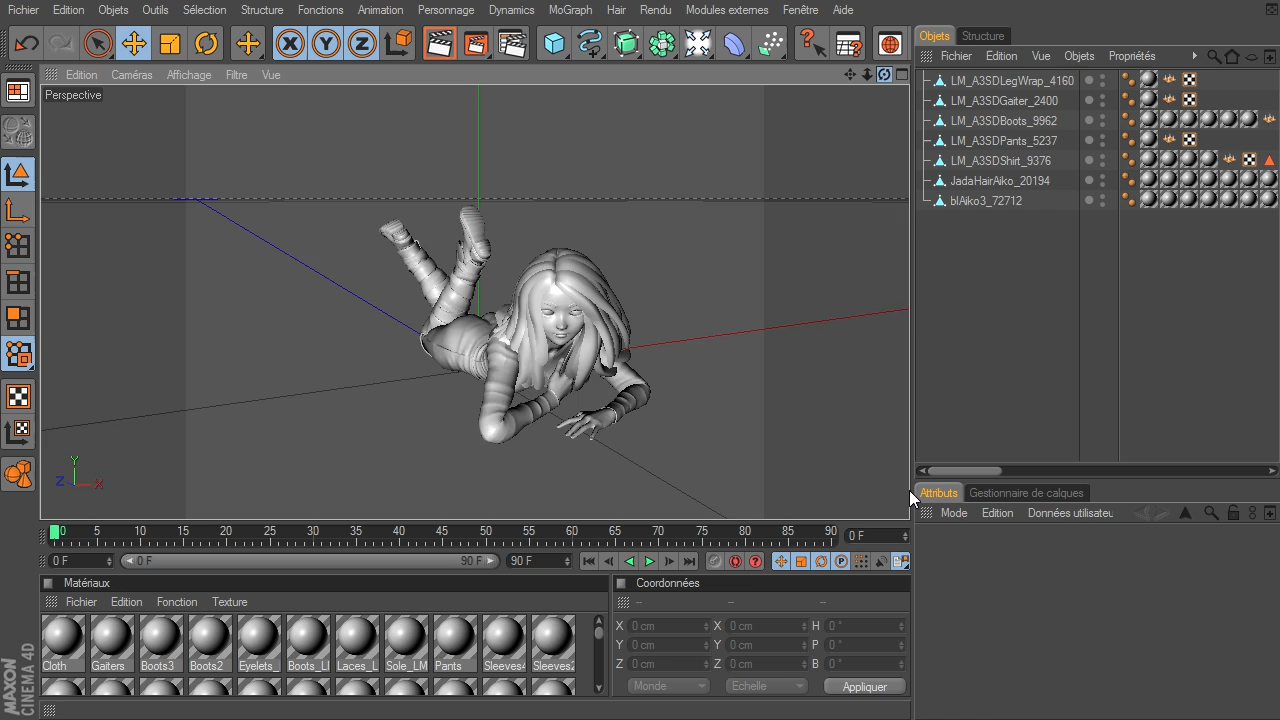 Fichier Edition Objets Outils Sélection Structure Fonctions Animation Personnage Dynamics MoGraph Hair Rendu Modules externes Fenêtre Aide
Edition Caméras Affichage Filtre Vue
Perspective
Y
Z X
Objets Structure
Fichier Edition Vue Objets Propriétés
LM_A3SDLegWrap_4160
LM_A3SDGaiter_2400
LM_A3SDBoots_9962
LM_A3SDPants_5237
LM_A3SDShirt_9376
JadaHairAiko_20194
blAiko3_72712
Attributs Gestionnaire de calques
Mode Edition Données utilisateu
0 5 10 15 20 25 30 35 40 45 50 55 60 65 70 75 80 85 90 0 F
0 F 0 F 90 F 90 F
Matériaux
Fichier Edition Fonction Texture
Cloth Gaiters Boots3 Boots2 Eyelets_ Boots_LI Laces_L Sole_LM Pants Sleeves4 Sleeves2
Coordonnées
-- -- --
X 0 cm X 0 cm H 0 °
Y 0 cm Y 0 cm P 0 °
Z 0 cm Z 0 cm B 0 °
Monde Echelle Appliquer
MAXON
CINEMA 4D